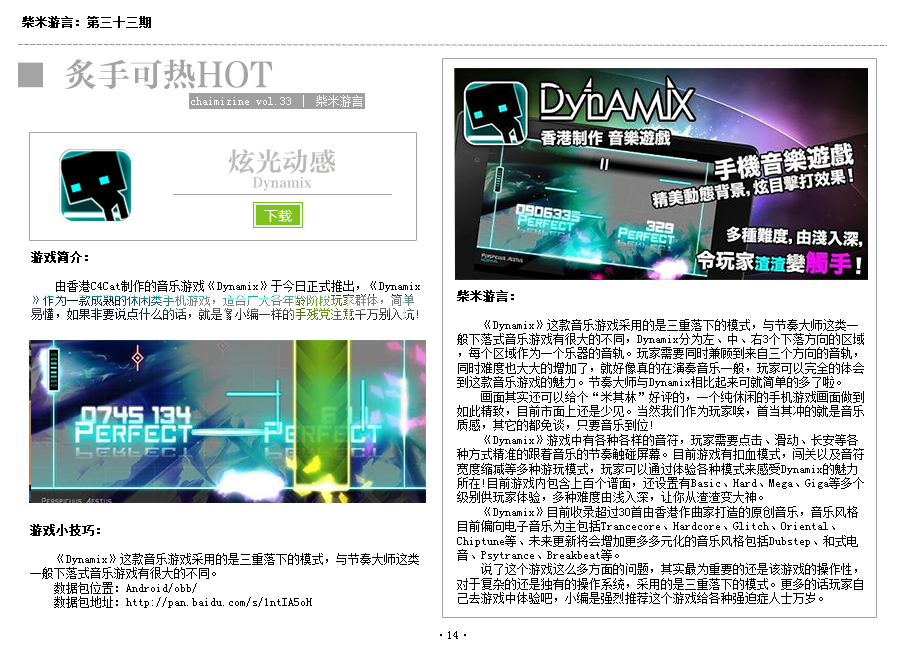 柴米游言：第三十三期
炙手可热HOT
chaimizine vol.33 | 柴米游言
炫光动感
Dynamix
下载
游戏简介：
由香港C4Cat制作的音乐游戏《Dynamix》于今日正式推出，《Dynamix
》作为一款成熟的休闲类手机游戏，适合广大各年龄阶段玩家群体，简单
易懂，如果非要说点什么的话，就是像小编一样的手残党注意千万别入坑!
0745 134
PERFECT
PERFECT
PERSPICUUS AESTUS
游戏小技巧：
《Dynamix》这款音乐游戏采用的是三重落下的模式，与节奏大师这类
一般下落式音乐游戏有很大的不同。
数据包位置：Android/obb/
数据包地址：http://pan.baidu.com/s/1ntIA5oH
DYNAMIX
香港制作 音樂遊戲
手機音樂遊戲
精美動態背景，炫目擊打效果！
0906335
PERFECT
329
PERFECT
多種難度，由淺入深，
令玩家渣渣變觸手！
柴米游言：
《Dynamix》这款音乐游戏采用的是三重落下的模式，与节奏大师这类一
般下落式音乐游戏有很大的不同，Dynamix分为左、中、右3个下落方向的区域
，每个区域作为一个乐器的音轨。玩家需要同时兼顾到来自三个方向的音轨，
同时难度也大大的增加了，就好像真的在演奏音乐一般，玩家可以完全的体会
到这款音乐游戏的魅力。节奏大师与Dynamix相比起来可就简单的多了啦。
画面其实还可以给个“米其林”好评的，一个纯休闲的手机游戏画面做到
如此精致，目前市面上还是少见。当然我们作为玩家唉，首当其冲的就是音乐
质感，其它的都免谈，只要音乐到位!
《Dynamix》游戏中有各种各样的音符，玩家需要点击、滑动、长安等各
种方式精准的跟着音乐的节奏触碰屏幕。目前游戏有扣血模式，闯关以及音符
宽度缩减等多种游玩模式，玩家可以通过体验各种模式来感受Dynamix的魅力
所在!目前游戏内包含上百个谱面，还设置有Basic、Hard、Mega、Giga等多个
级别供玩家体验，多种难度由浅入深，让你从渣渣变大神。
《Dynamix》目前收录超过30首由香港作曲家打造的原创音乐，音乐风格
目前偏向电子音乐为主包括Trancecore、Hardcore、Glitch、Oriental、
Chiptune等、未来更新将会增加更多多元化的音乐风格包括Dubstep、和式电
音、Psytrance、Breakbeat等。
说了这个游戏这么多方面的问题，其实最为重要的还是该游戏的操作性，
对于复杂的还是独有的操作系统，采用的是三重落下的模式。更多的话玩家自
己去游戏中体验吧，小编是强烈推荐这个游戏给各种强迫症人士万岁。
·14·